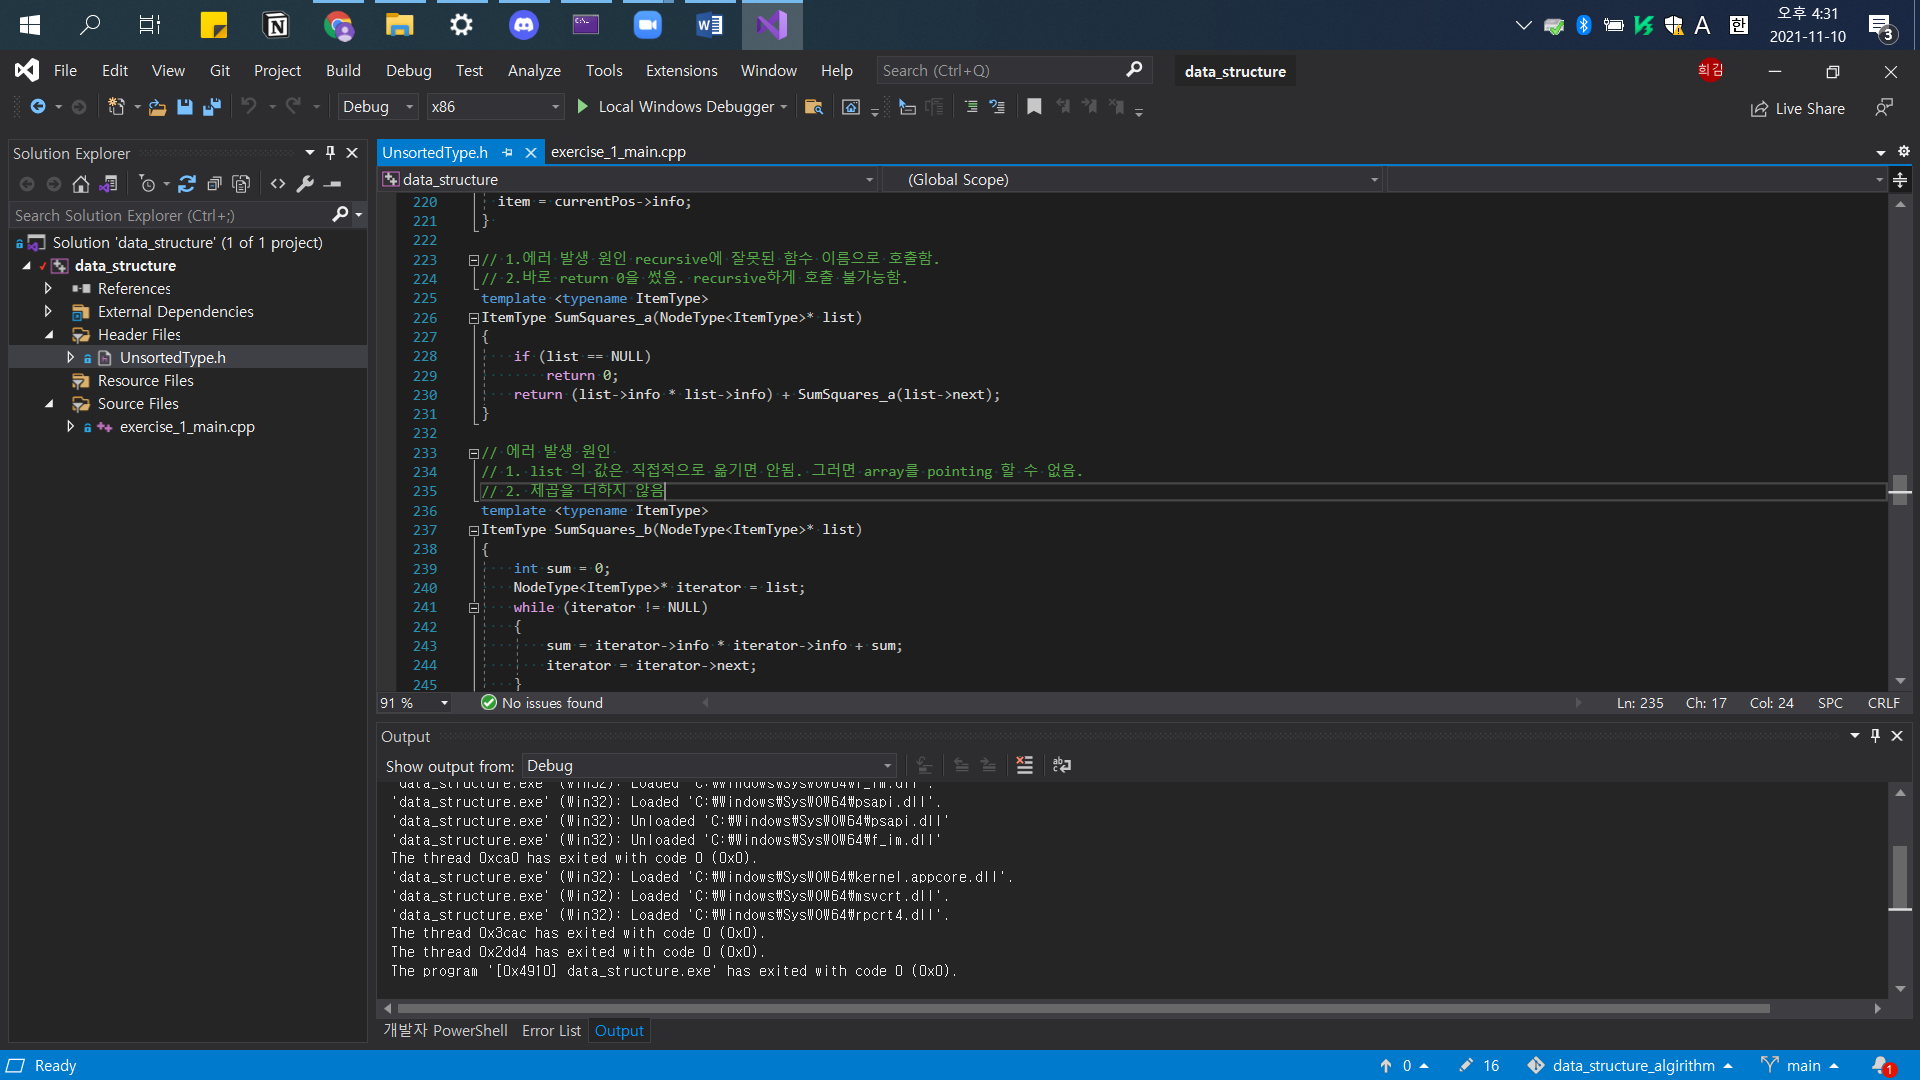 오후 4:31
2021-11-10
A
한
3
File Edit View Git Project Build Debug Test Analyze Tools Extensions Window Help
Search (Ctrl+Q)
data_structure
희김
Debug
x86
Local Windows Debugger
Live Share
Solution Explorer
Search Solution Explorer (Ctrl+;)
Solution 'data_structure' (1 of 1 project)
data_structure
References
External Dependencies
Header Files
UnsortedType.h
Resource Files
Source Files
exercise_1_main.cpp
UnsortedType.h
exercise_1_main.cpp
data_structure
(Global Scope)
220 item = currentPos->info;
221 }
222
223 // 1.에러 발생 원인 recursive에 잘못된 함수 이름으로 호출함.
224 // 2.바로 return 0을 썼음. recursive하게 호출 불가능함.
225 template <typename ItemType>
226 ItemType SumSquares_a(NodeType<ItemType>* list)
227 {
228 if (list == NULL)
229 return 0;
230 return (list->info * list->info) + SumSquares_a(list->next);
231 }
232
233 // 에러 발생 원인
234 // 1. list 의 값은 직접적으로 옮기면 안됨. 그러면 array를 pointing 할 수 없음.
235 // 2. 제곱을 더하지 않음
236 template <typename ItemType>
237 ItemType SumSquares_b(NodeType<ItemType>* list)
238 {
239 int sum = 0;
240 NodeType<ItemType>* iterator = list;
241 while (iterator != NULL)
242 {
243 sum = iterator->info * iterator->info + sum;
244 iterator = iterator->next;
245 }
91 %
No issues found
Ln: 235 Ch: 17 Col: 24 SPC CRLF
Output
Show output from: Debug
'data_structure.exe' (Win32): Loaded 'C:₩Windows₩SysWOW64₩f_im.dll'.
'data_structure.exe' (Win32): Loaded 'C:₩Windows₩SysWOW64₩psapi.dll'.
'data_structure.exe' (Win32): Unloaded 'C:₩Windows₩SysWOW64₩psapi.dll'
'data_structure.exe' (Win32): Unloaded 'C:₩Windows₩SysWOW64₩f_im.dll'
The thread 0xca0 has exited with code 0 (0x0).
'data_structure.exe' (Win32): Loaded 'C:₩Windows₩SysWOW64₩kernel.appcore.dll'.
'data_structure.exe' (Win32): Loaded 'C:₩Windows₩SysWOW64₩msvcrt.dll'.
'data_structure.exe' (Win32): Loaded 'C:₩Windows₩SysWOW64₩rpcrt4.dll'.
The thread 0x3cac has exited with code 0 (0x0).
The thread 0x2dd4 has exited with code 0 (0x0).
The program '[0x4910] data_structure.exe' has exited with code 0 (0x0).
개발자 PowerShell Error List Output
Ready
0
16
data_structure_algirithm
main
1